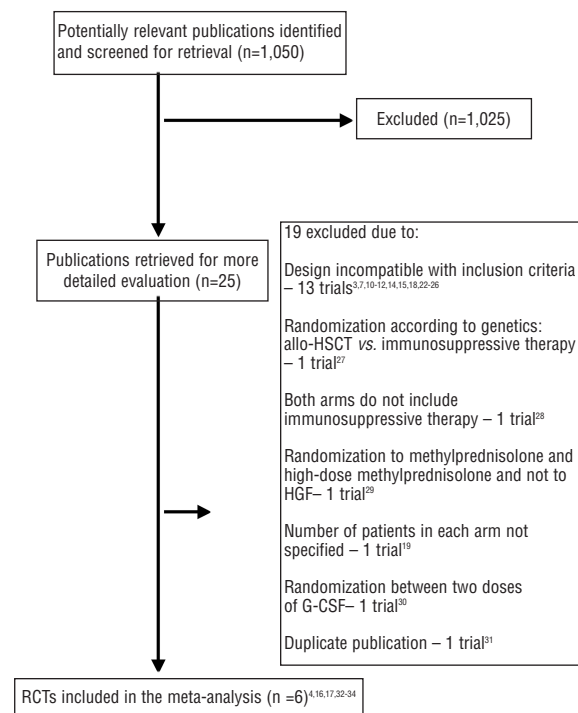 Potentially relevant publications identified
and screened for retrieval (n=1,050)
Excluded (n=1,025)
Publications retrieved for more
detailed evaluation (n=25)
19 excluded due to:
Design incompatible with inclusion criteria
– 13 trials3,7,10-12,14,15,18,22-26
Randomization according to genetics:
allo-HSCT vs. immunosuppressive therapy
– 1 trial27
Both arms do not include
immunosuppressive therapy – 1 trial28
Randomization to methylprednisolone and
high-dose methylprednisolone and not to
HGF– 1 trial29
Number of patients in each arm not
specified – 1 trial19
Randomization between two doses
of G-CSF– 1 trial30
Duplicate publication – 1 trial31
RCTs included in the meta-analysis (n =6)4,16,17,32-34